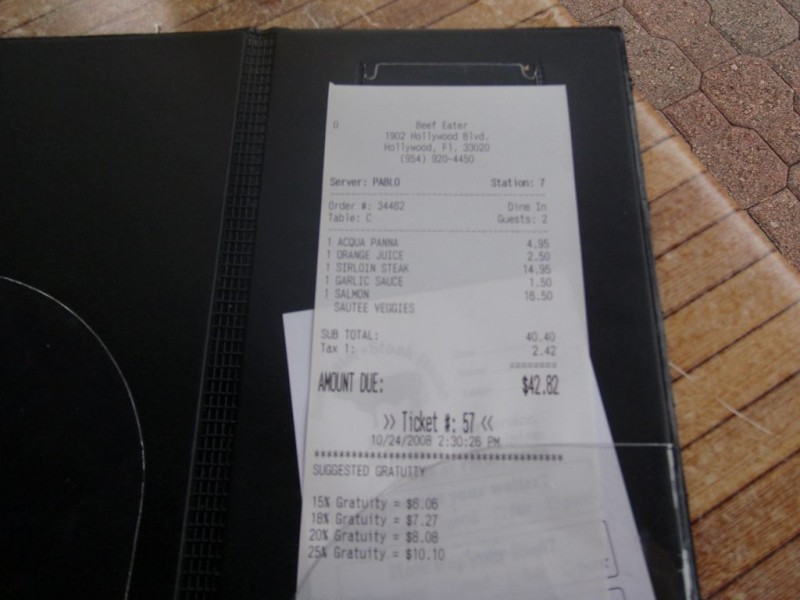 0
Beef Eater
1902 Hollywood Blvd.
Hollywood, Fl. 33020
(954) 920-4450
Server: PABLO Station: 7
Order #: 34462 Dine In
Table: C Guests: 2
1 ACQUA PANNA 4.95
1 ORANGE JUICE 2.50
1 SIRLOIN STEAK 14.95
1 GARLIC SAUCE 1.50
1 SALMON 16.50
SAUTEE VEGGIES
SUB TOTAL: 40.40
Tax 1: 2.42
AMOUNT DUE: $42.82
>> Ticket #: 57 <<
10/24/2008 2:30:26 PM
SUGGESTED GRATUITY
15% Gratuity = $6.06
18% Gratuity = $7.27
20% Gratuity = $8.08
25% Gratuity = $10.10